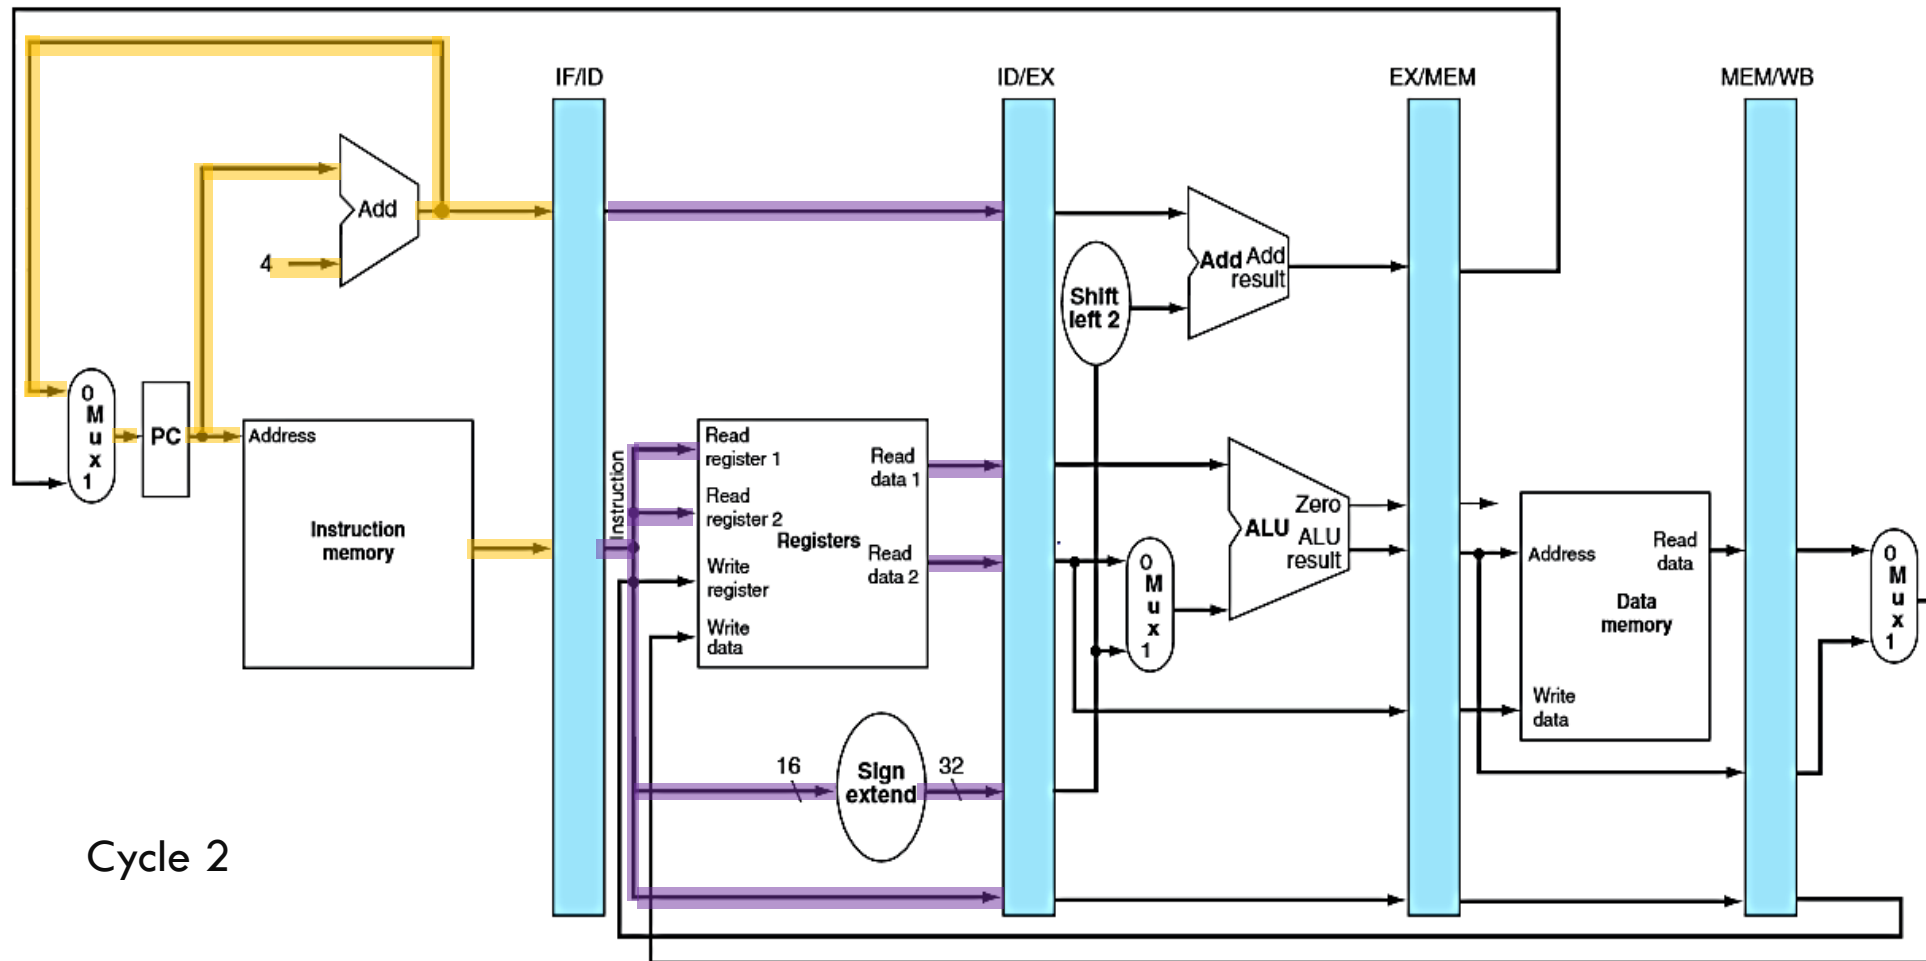 IF/ID
ID/EX
EX/MEM
MEM/WB
Add
4
Add Add
result
Shift
left 2
0
M
u
x
1
PC
Address
Instruction
memory
Instruction
Read
register 1
Read
register 2
Write
register
Write
data
Registers
Read
data 1
Read
data 2
16
Sign
extend
32
0
M
u
x
1
Zero
ALU
ALU
result
Address
Read
data
Data
memory
Write
data
0
M
u
x
1
Cycle 2